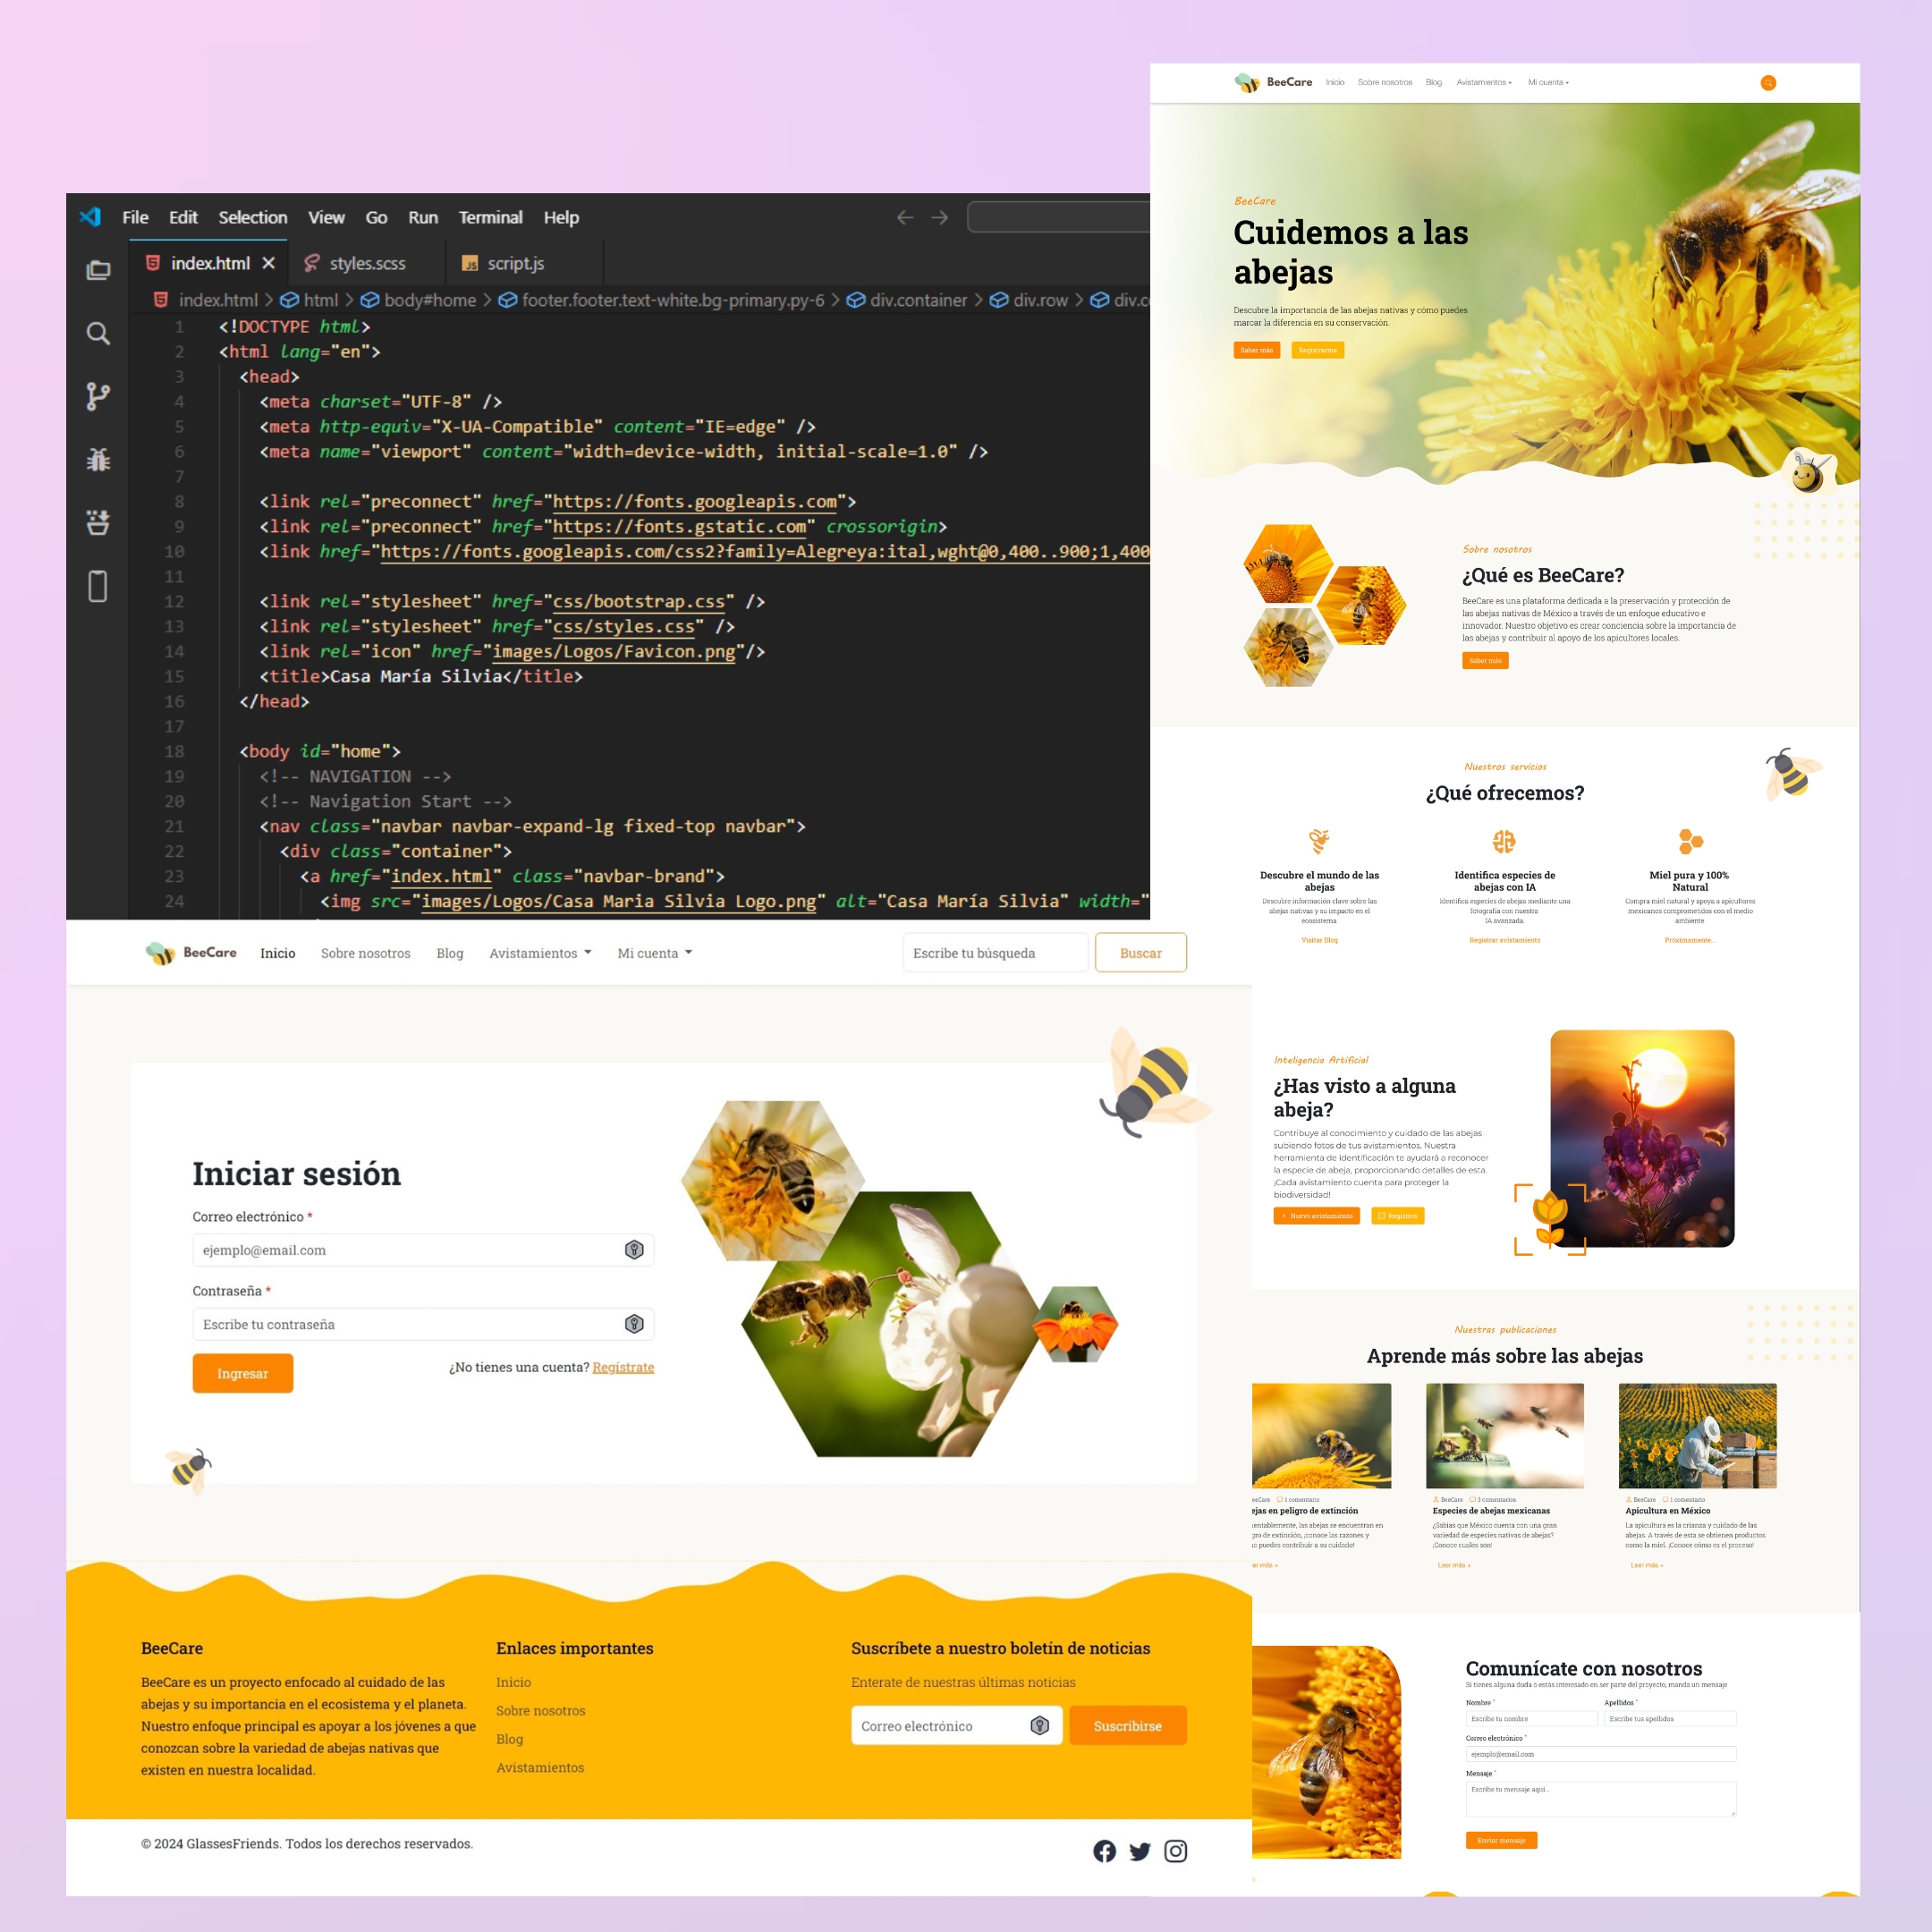 File Edit Selection View Go Run Terminal Help
index.html styles.scss script.js
index.html > html > body#home > footer.footer.text-white.bg-primary.py-6 > div.container > div.row >
1 <!DOCTYPE html>
2 <html lang="en">
3 <head>
4 <meta charset="UTF-8" />
5 <meta http-equiv="X-UA-Compatible" content="IE=edge" />
6 <meta name="viewport" content="width=device-width, initial-scale=1.0" />
7
8 <link rel="preconnect" href="https://fonts.googleapis.com">
9 <link rel="preconnect" href="https://fonts.gstatic.com" crossorigin>
10 <link href="https://fonts.googleapis.com/css2?family=Alegreya:ital,wght@0,400..900;1,400
11
12 <link rel="stylesheet" href="css/bootstrap.css" />
13 <link rel="stylesheet" href="css/styles.css" />
14 <link rel="icon" href="images/Logos/Favicon.png"/>
15 <title>Casa María Silvia</title>
16 </head>
17
18 <body id="home">
19 <!-- NAVIGATION -->
20 <!-- Navigation Start -->
21 <nav class="navbar navbar-expand-lg fixed-top navbar">
22 <div class="container">
23 <a href="index.html" class="navbar-brand">
24 <img src="images/Logos/Casa Maria Silvia Logo.png" alt="Casa María Silvia" width="
BeeCare Inicio Sobre nosotros Blog Avistamientos Mi cuenta
Escribe tu búsqueda Buscar
Iniciar sesión
Correo electrónico *
ejemplo@email.com
Contraseña *
Escribe tu contraseña
Ingresar
¿No tienes una cuenta? Regístrate
BeeCare
BeeCare es un proyecto enfocado al cuidado de las
abejas y su importancia en el ecosistema y el planeta.
Nuestro enfoque principal es apoyar a los jóvenes a que
conozcan sobre la variedad de abejas nativas que
existen en nuestra localidad.
Enlaces importantes
Inicio
Sobre nosotros
Blog
Avistamientos
Suscríbete a nuestro boletín de noticias
Enterate de nuestras últimas noticias
Correo electrónico Suscribirse
© 2024 GlassesFriends. Todos los derechos reservados.
BeeCare Inicio Sobre nosotros Blog Avistamientos Mi cuenta
BeeCare
Cuidemos a las
abejas
Descubre la importancia de las abejas nativas y cómo puedes
marcar la diferencia en su conservación.
Saber más Registrarme
Sobre nosotros
¿Qué es BeeCare?
BeeCare es una plataforma dedicada a la preservación y protección de
las abejas nativas de México a través de un enfoque educativo e
innovador. Nuestro objetivo es crear conciencia sobre la importancia de
las abejas y contribuir al apoyo de los apicultores locales.
Saber más
Nuestros servicios
¿Qué ofrecemos?
Descubre el mundo de las
abejas
Descubre información clave sobre las
abejas nativas y su impacto en el
ecosistema.
Visitar Blog
Identifica especies de
abejas con IA
Identifica especies de abejas mediante una
fotografía con nuestra
IA avanzada.
Registrar avistamiento
Miel pura y 100%
Natural
Compra miel natural y apoya a apicultores
mexicanos comprometidos con el medio
ambiente.
Próximamente...
Inteligencia Artificial
¿Has visto a alguna
abeja?
Contribuye al conocimiento y cuidado de las abejas
subiendo fotos de tus avistamientos. Nuestra
herramienta de identificación te ayudará a reconocer
la especie de abeja, proporcionando detalles de esta.
¡Cada avistamiento cuenta para proteger la
biodiversidad!
+ Nuevo avistamiento Registros
Nuestras publicaciones
Aprende más sobre las abejas
eeCare 1 comentario
ejas en peligro de extinción
entablemente, las abejas se encuentran en
gro de extinción, ¡conoce las razones y
o puedes contribuir a su cuidado!
er más »
BeeCare 3 comentarios
Especies de abejas mexicanas
¿Sabías que México cuenta con una gran
variedad de especies nativas de abejas?
¡Conoce cuales son!
Leer más »
BeeCare 1 comentario
Apicultura en México
La apicultura es la crianza y cuidado de las
abejas. A través de esta se obtienen productos
como la miel. ¡Conoce cómo es el proceso!
Leer más »
Comunícate con nosotros
Si tienes alguna duda o estás interesado en ser parte del proyecto, manda un mensaje
Nombre * Apellidos *
Escribe tu nombre Escribe tus apellidos
Correo electrónico *
ejemplo@email.com
Mensaje *
Escribe tu mensaje aquí...
Enviar mensaje